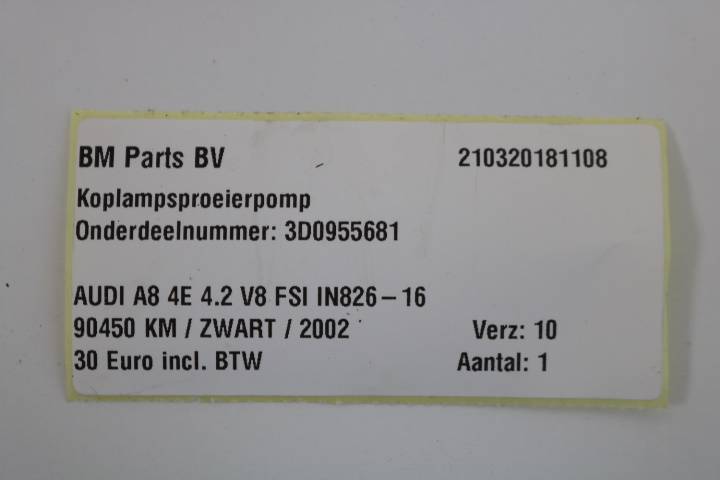 BM Parts BV 210320181108
Koplampsproeierpomp
Onderdeelnummer: 3D0955681
AUDI A8 4E 4.2 V8 FSI IN826-16
90450 KM / ZWART / 2002 Verz: 10
30 Euro incl. BTW Aantal: 1